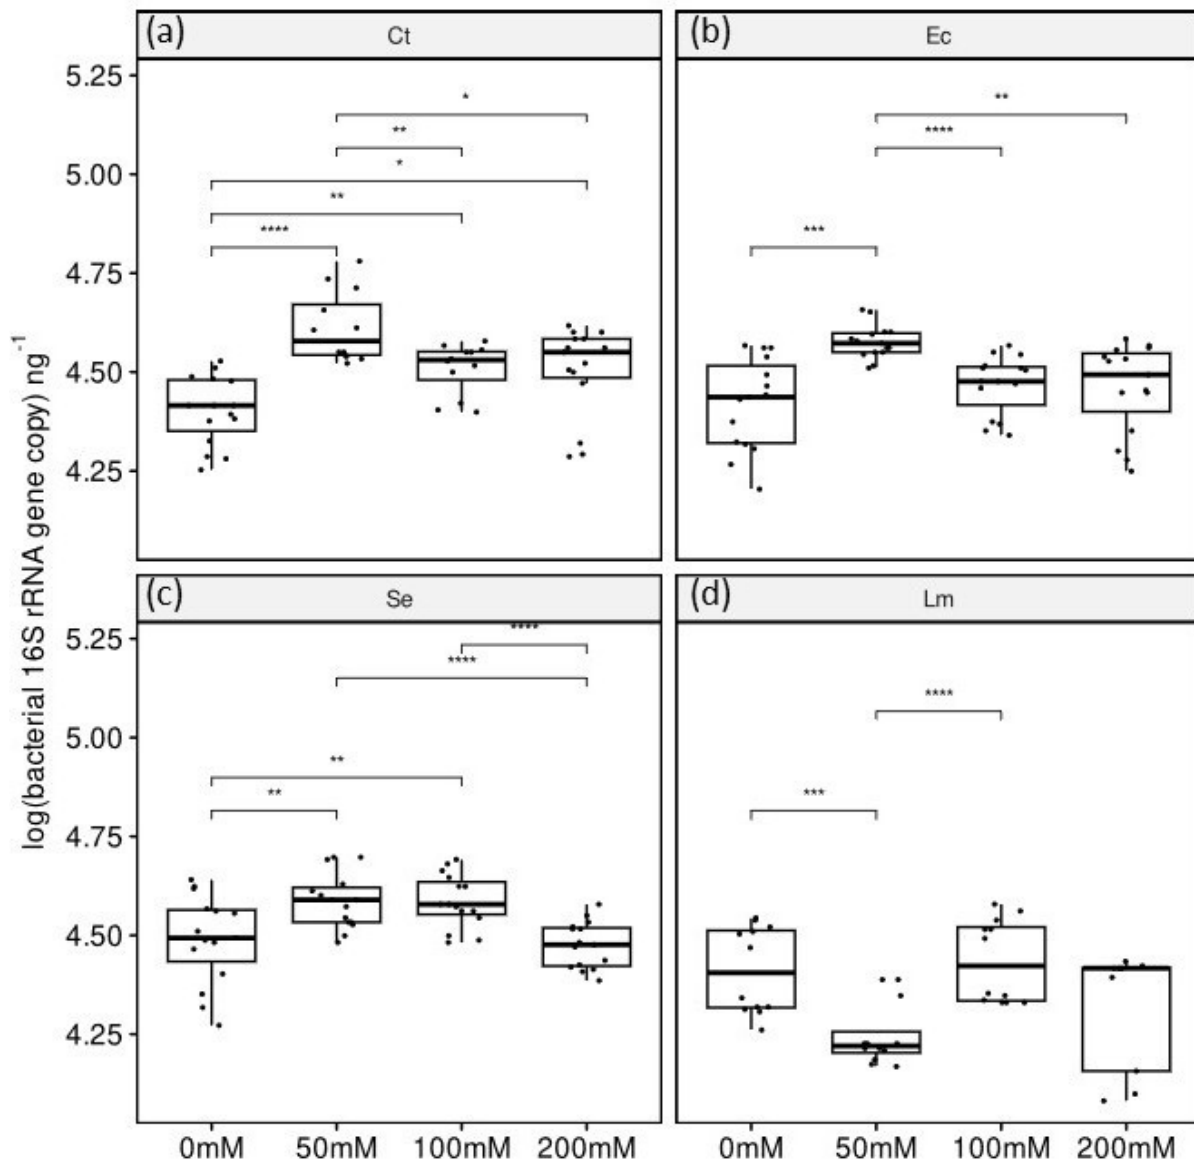 (a) Ct
(b) Ec
5.25
5.00
4.75
4.50
4.25
* ** * ** ****
** **** ***
(c) Se
(d) Lm
5.25
5.00
4.75
4.50
4.25
**** **** ** **
**** ***
log(bacterial 16S rRNA gene copy) ng⁻¹
0mM 50mM 100mM 200mM
0mM 50mM 100mM 200mM